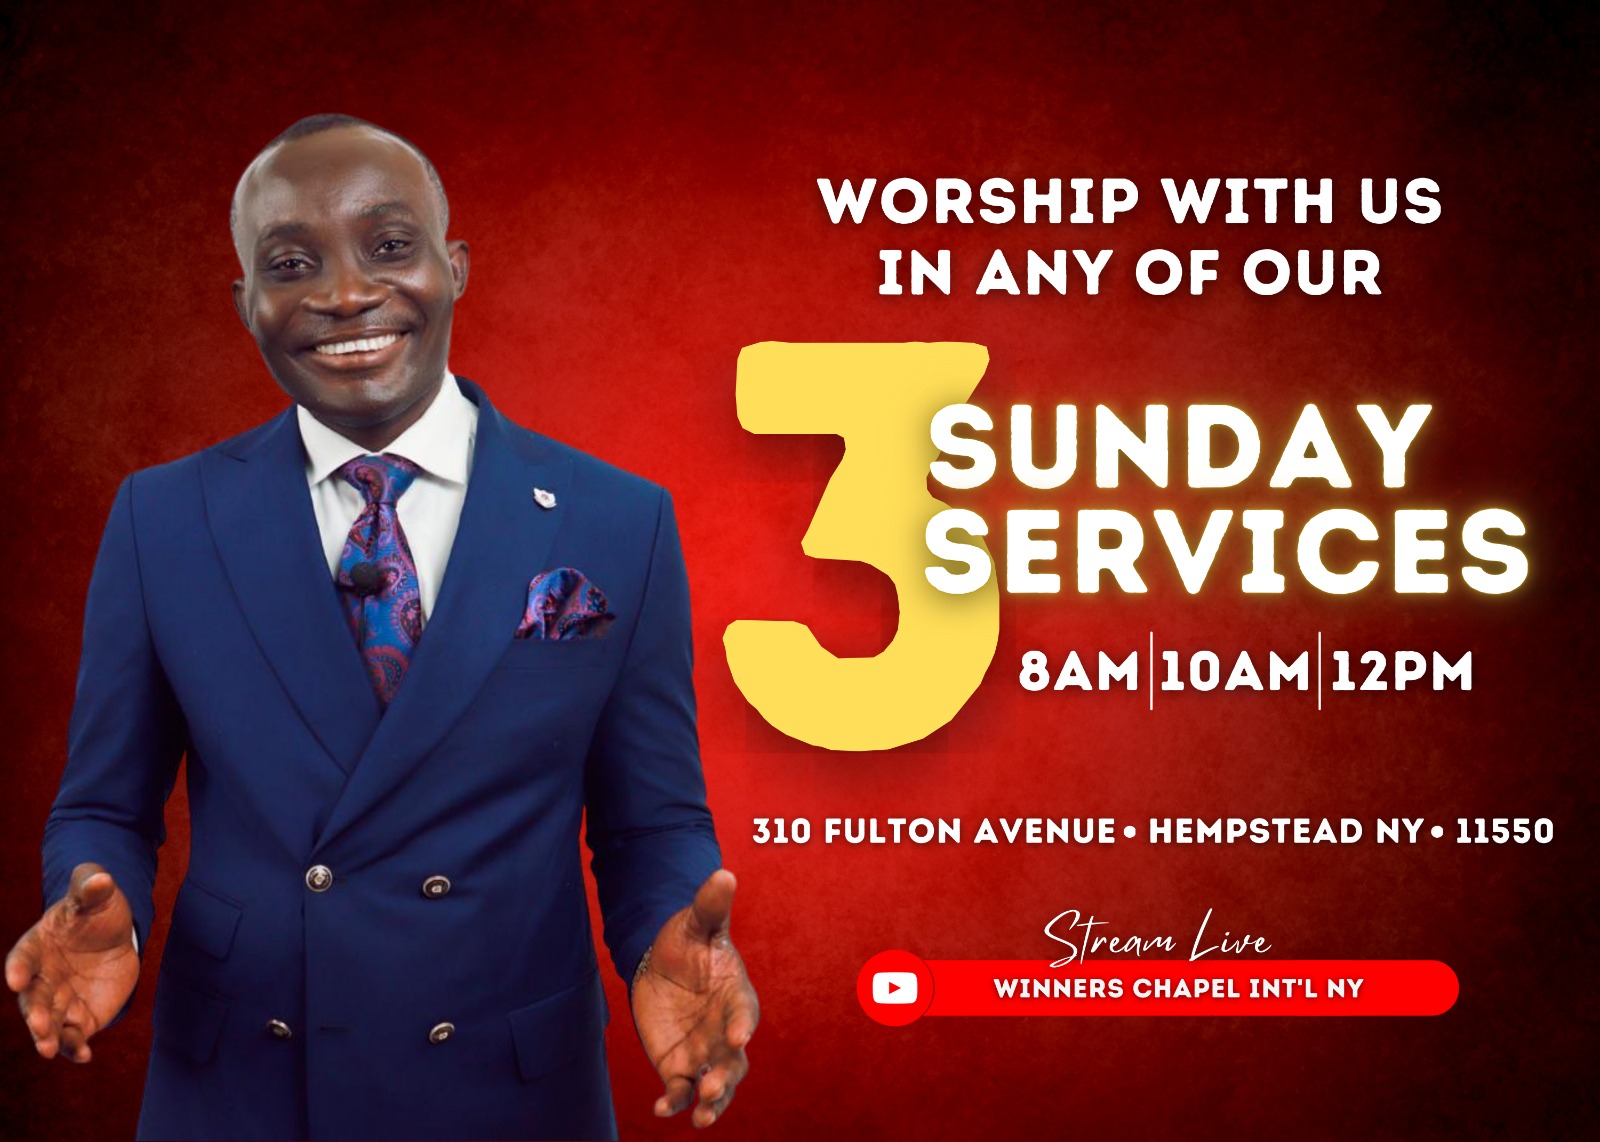 WORSHIP WITH US
IN ANY OF OUR
3
SUNDAY
SERVICES
8AM|10AM|12PM
310 FULTON AVENUE• HEMPSTEAD NY• 11550
Stream Live
WINNERS CHAPEL INT'L NY